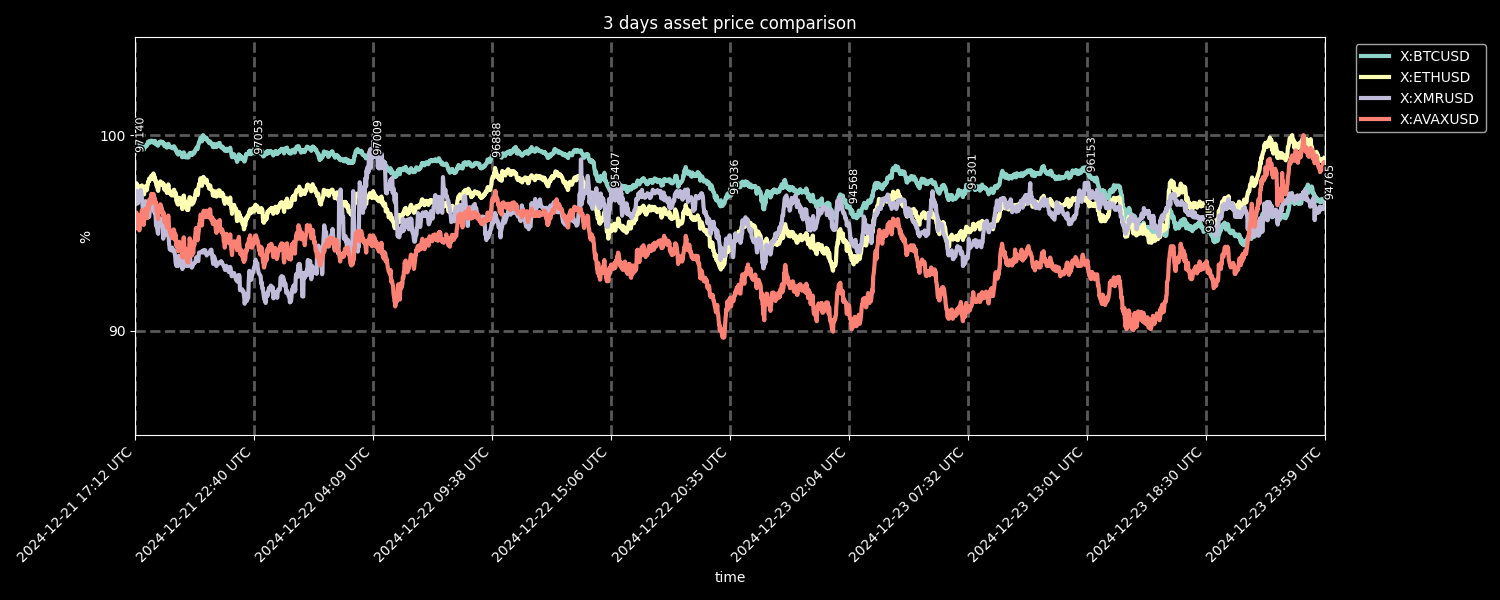 3 days asset price comparison
X:BTCUSD
X:ETHUSD
X:XMRUSD
X:AVAXUSD
100
90
%
97140
97053
97009
96888
95407
95036
94568
95301
96153
93151
94765
2024-12-21 17:12 UTC
2024-12-21 22:40 UTC
2024-12-22 04:09 UTC
2024-12-22 09:38 UTC
2024-12-22 15:06 UTC
2024-12-22 20:35 UTC
2024-12-23 02:04 UTC
2024-12-23 07:32 UTC
2024-12-23 13:01 UTC
2024-12-23 18:30 UTC
2024-12-23 23:59 UTC
time